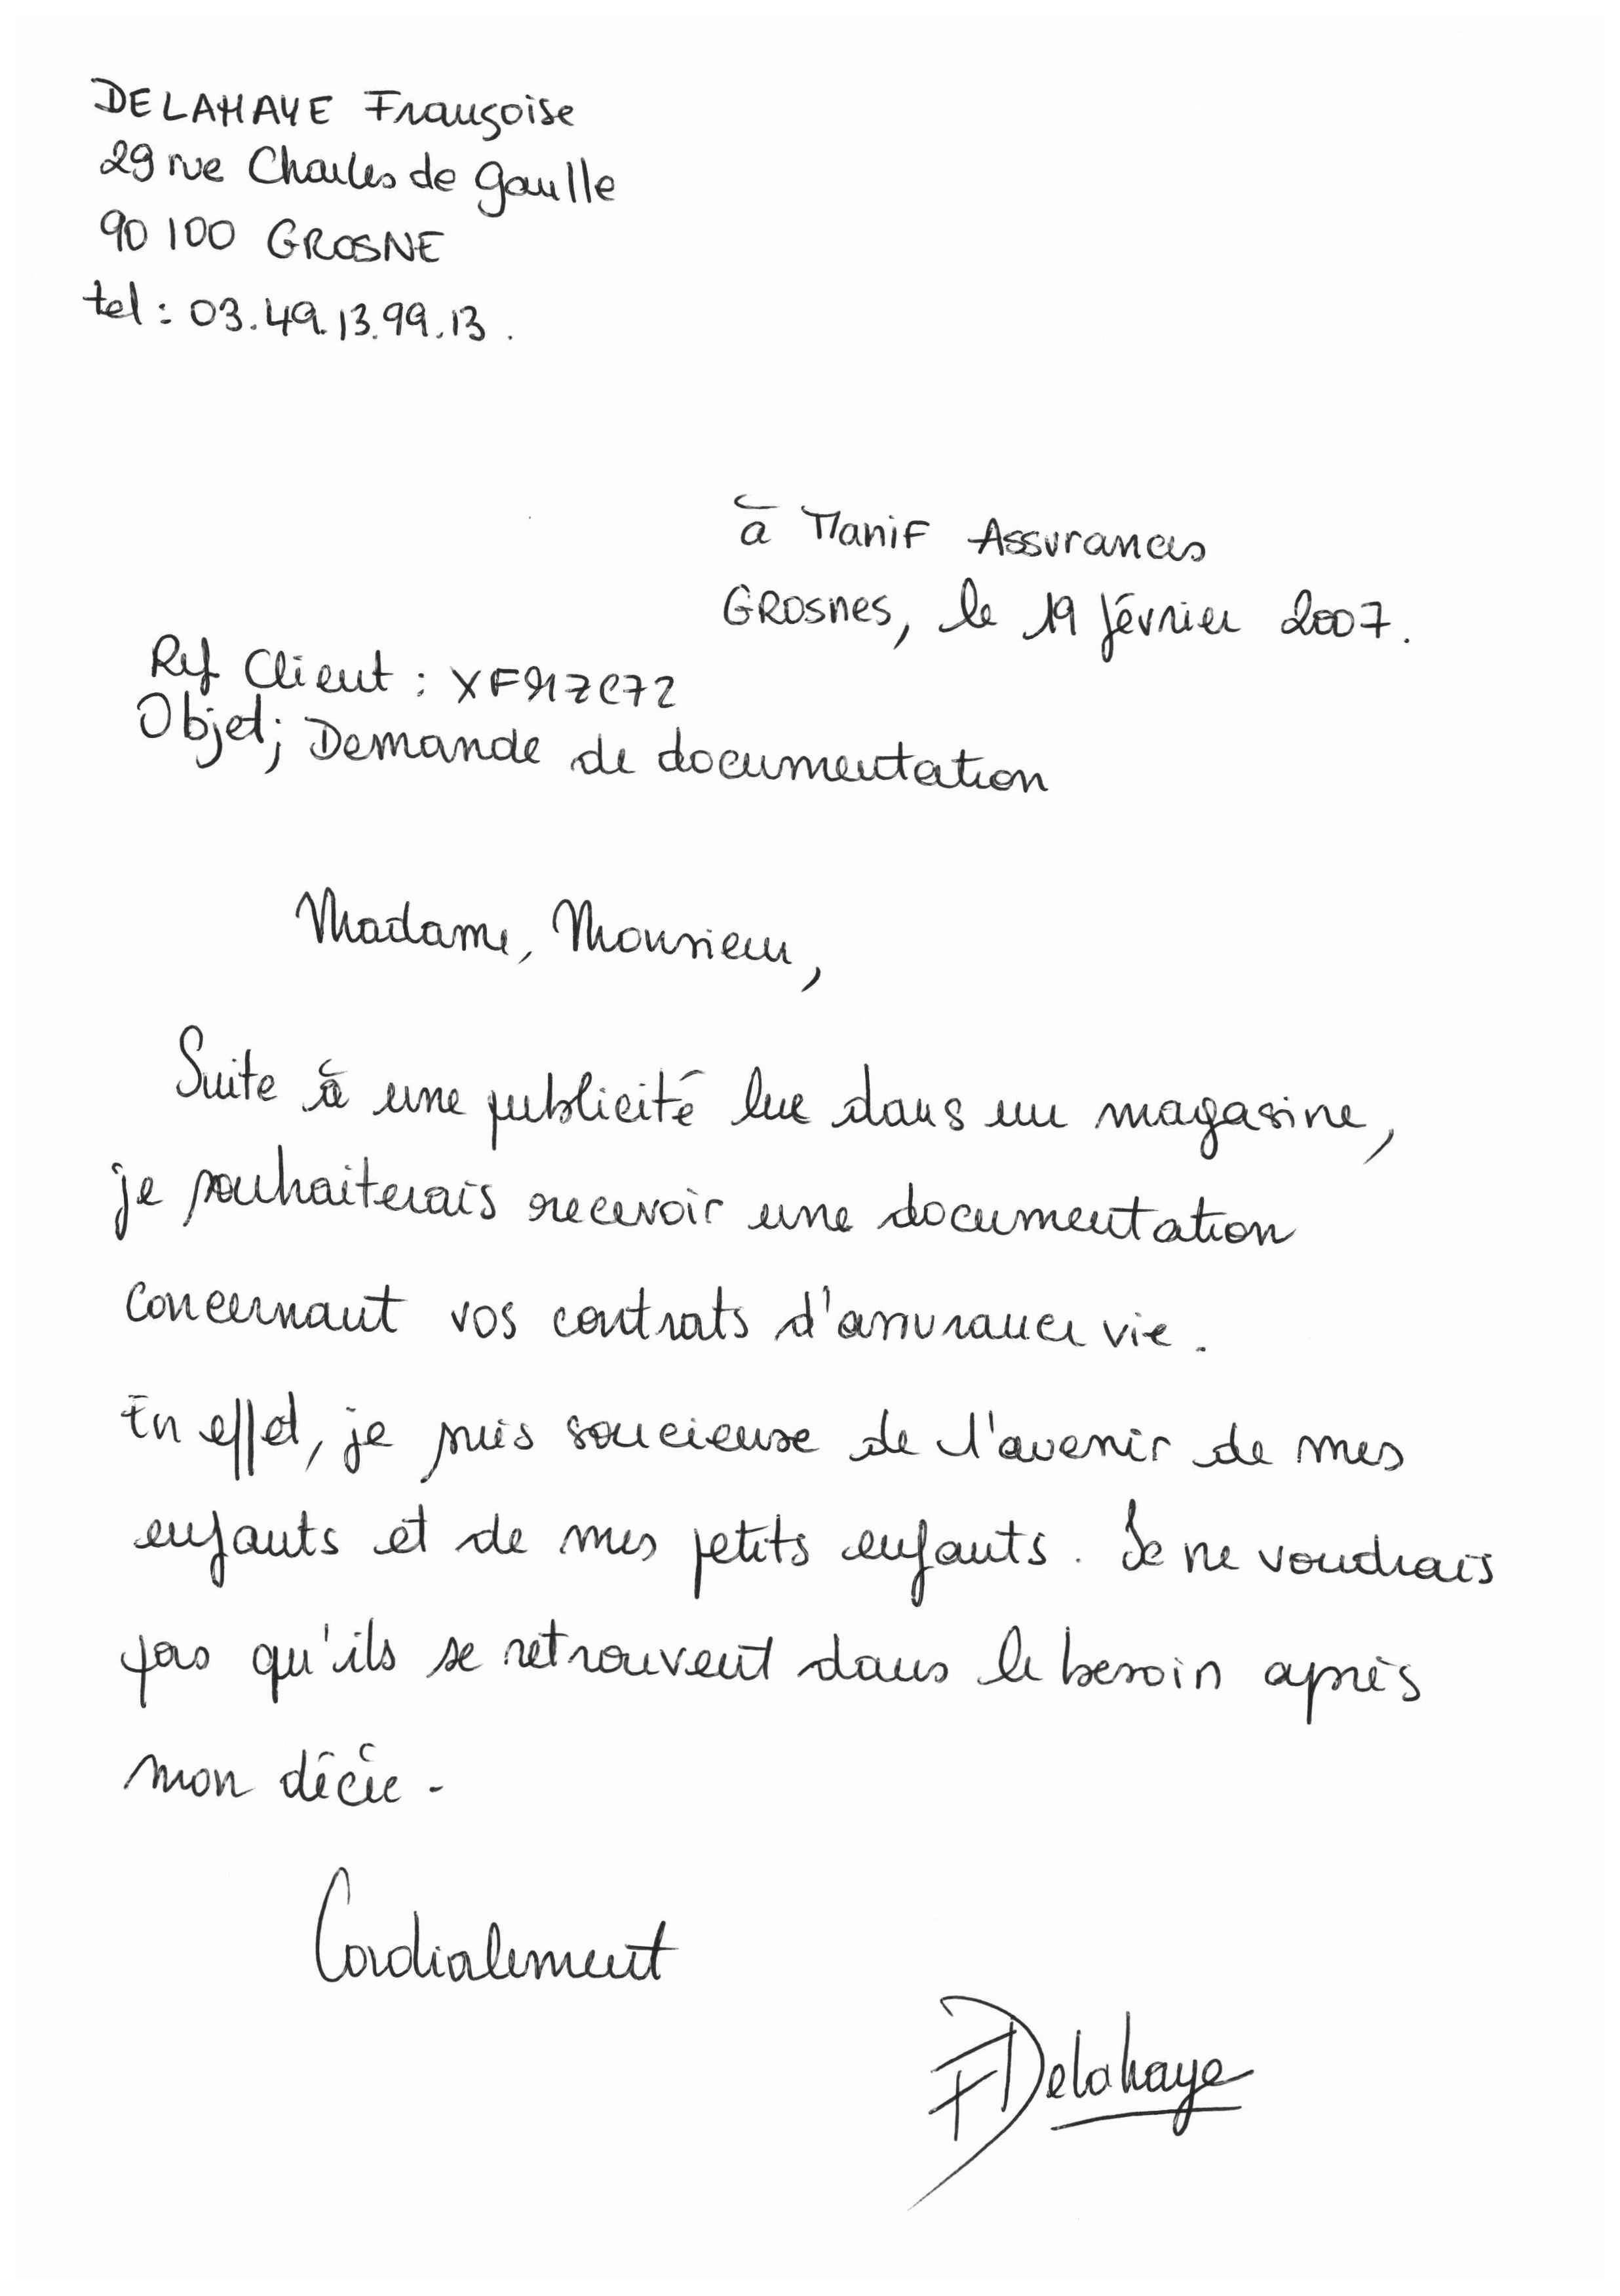 DELAHAYE Françoise
29 rue Charles de gaulle
90 100 GROSNE
tel : 03.49.13.99.13.
à Manif Assurances
GROSNES, le 19 février 2007.
Ref Client :
Objet; Demande de documentation
Madame, Monsieur,
Suite à une publicité lue dans un magasine,
je souhaiterais recevoir une documentation
concernant vos contrats d'assurance vie.
En effet, je suis soucieuse de l'avenir de mes
enfants et de mes petits enfants. Je ne voudrais
pas qu'ils se retrouvent dans le besoin après
mon décée.
Cordialement
F Delahaye